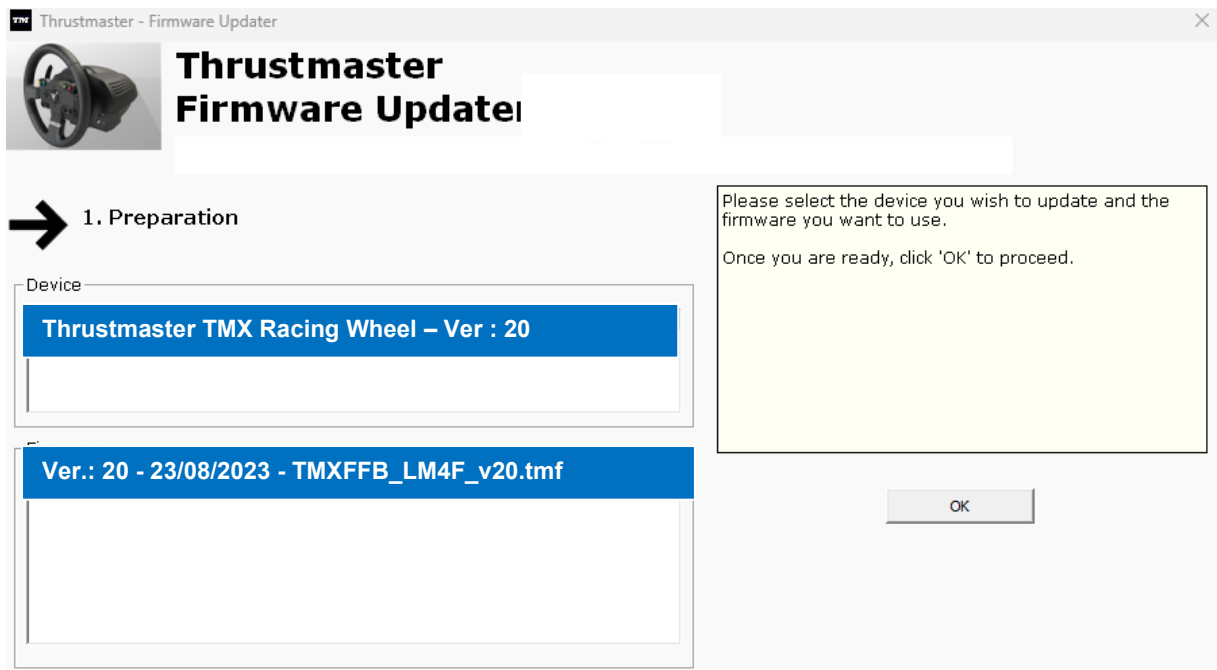 Thrustmaster - Firmware Updater
Thrustmaster
Firmware Updater
1. Preparation
Please select the device you wish to update and the
firmware you want to use.
Once you are ready, click 'OK' to proceed.
Device
Thrustmaster TMX Racing Wheel – Ver : 20
Ver.: 20 - 23/08/2023 - TMXFFB_LM4F_v20.tmf
OK